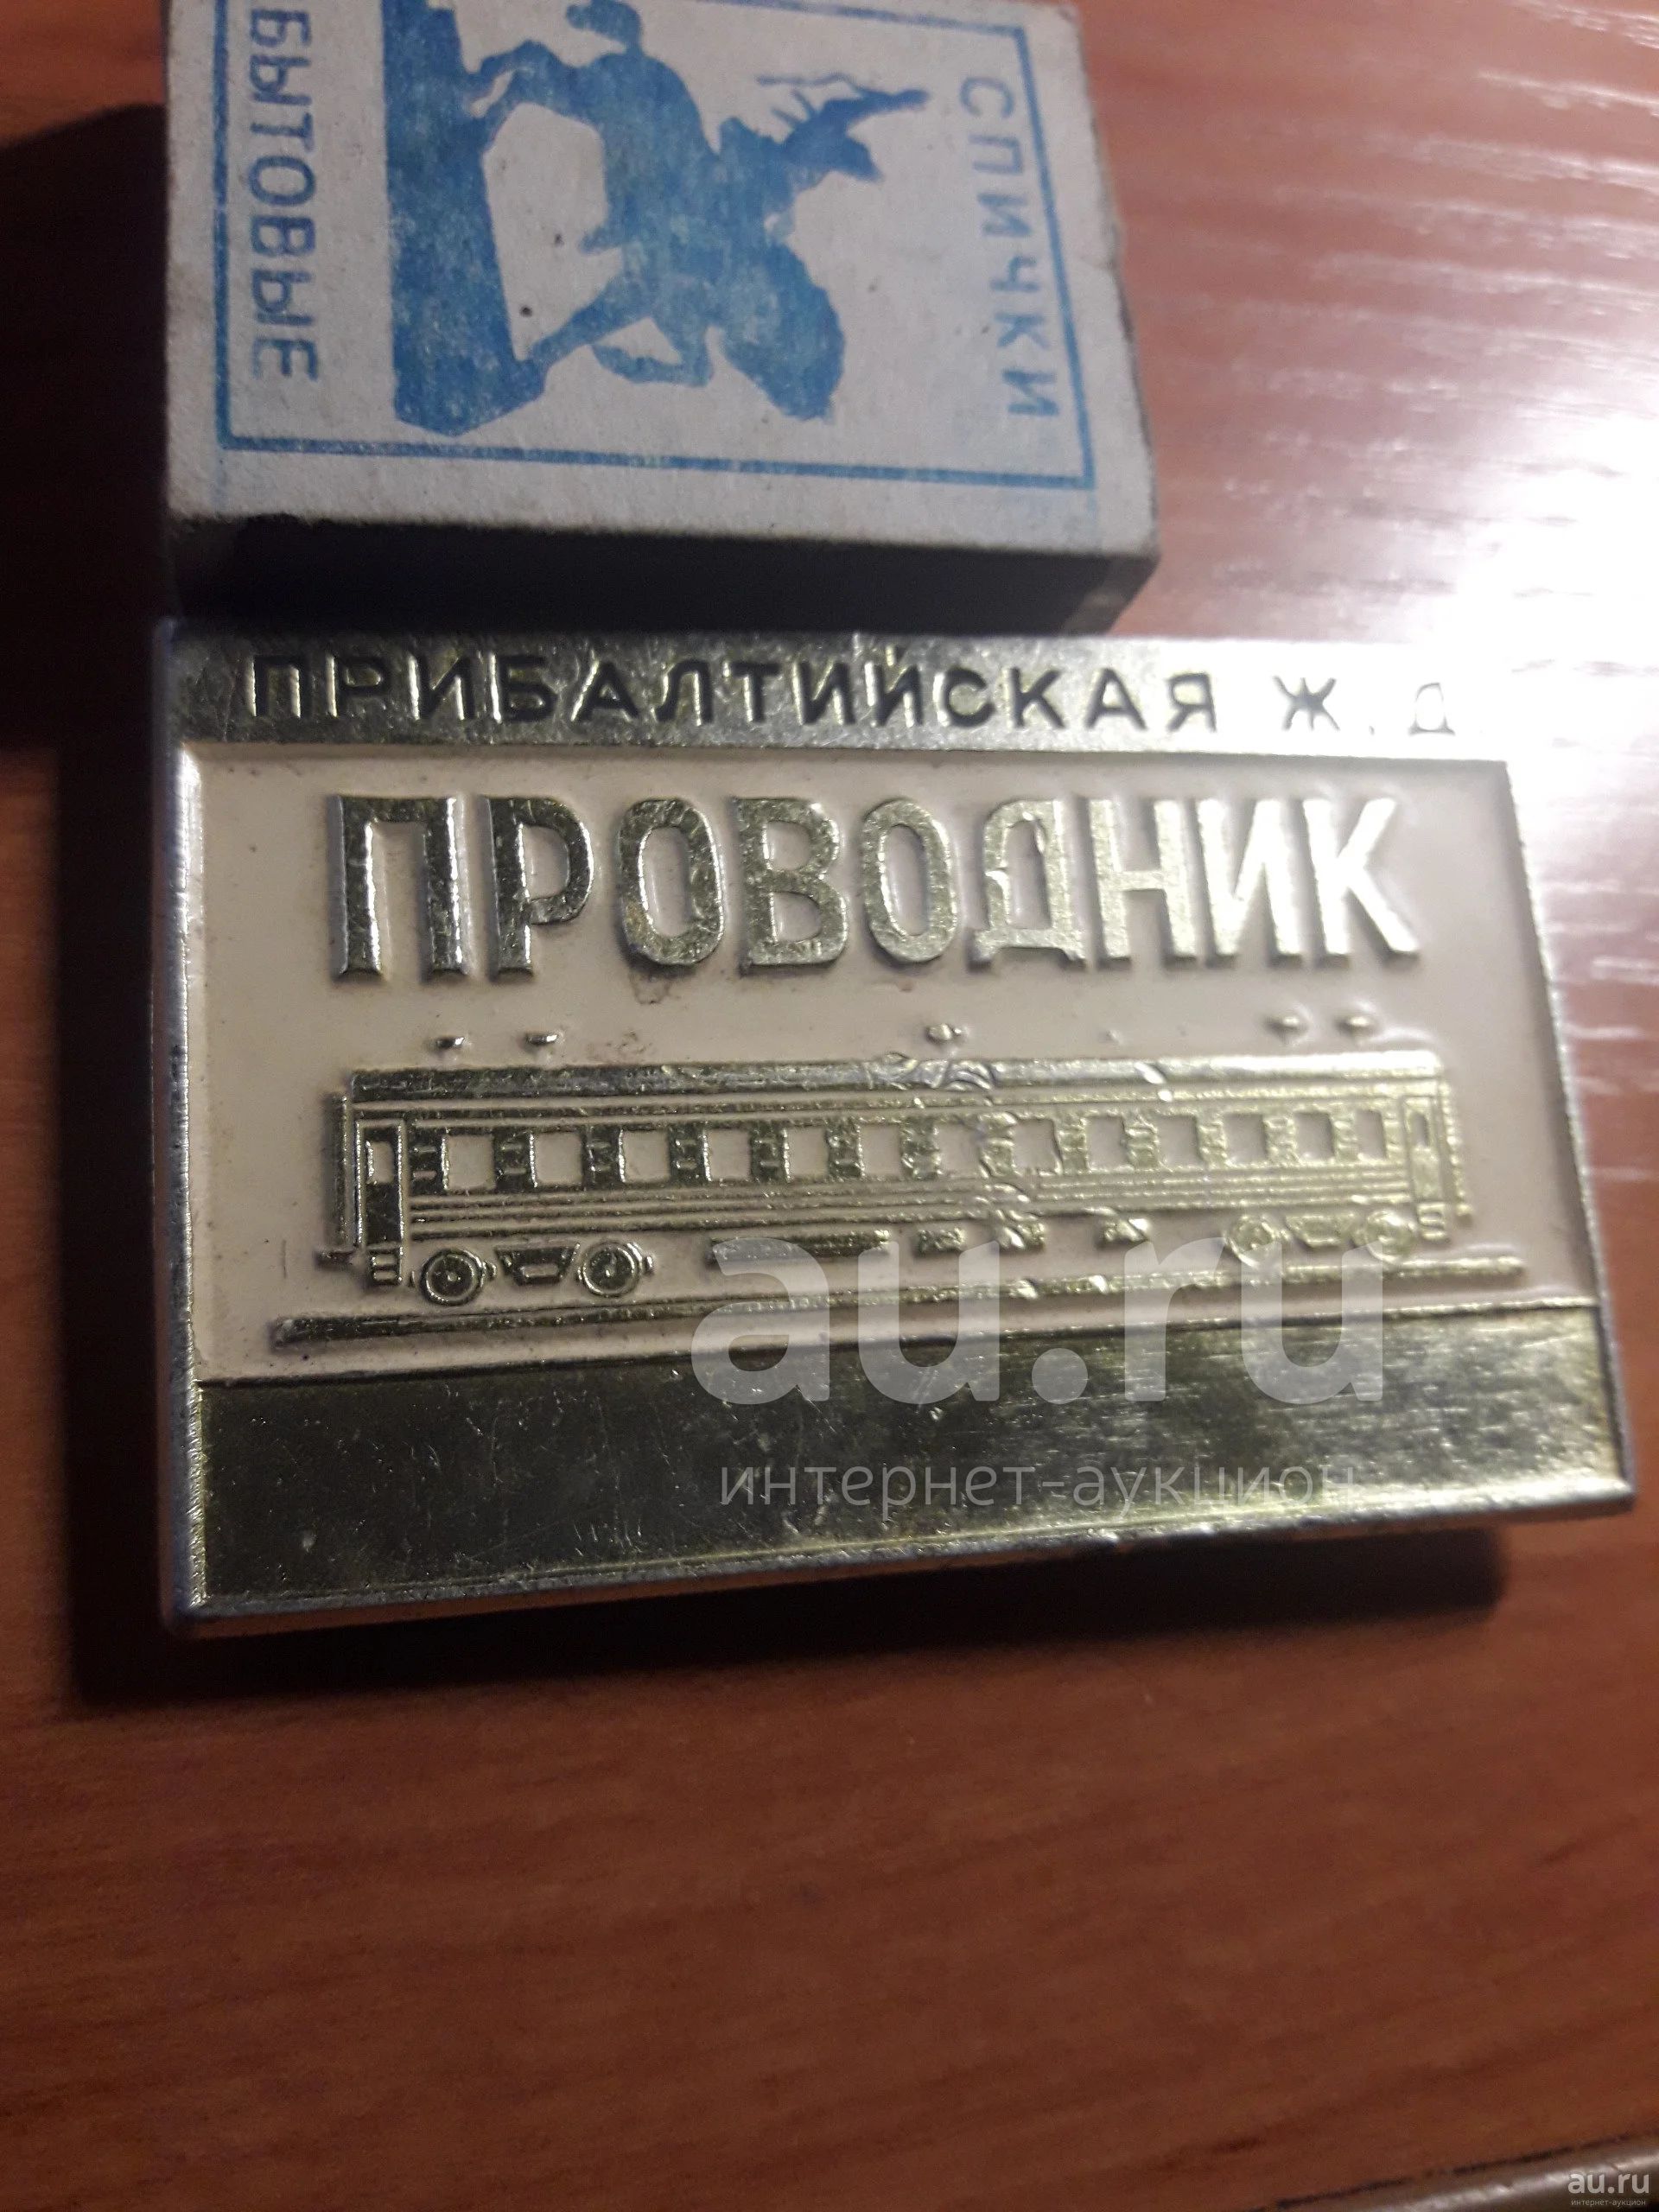 СПИЧКИ
БЫТОВЫЕ
ПРИБАЛТИЙСКАЯ Ж.Д.
ПРОВОДНИК
au.ru
интернет-аукцион
au.ru
интернет-аукцион